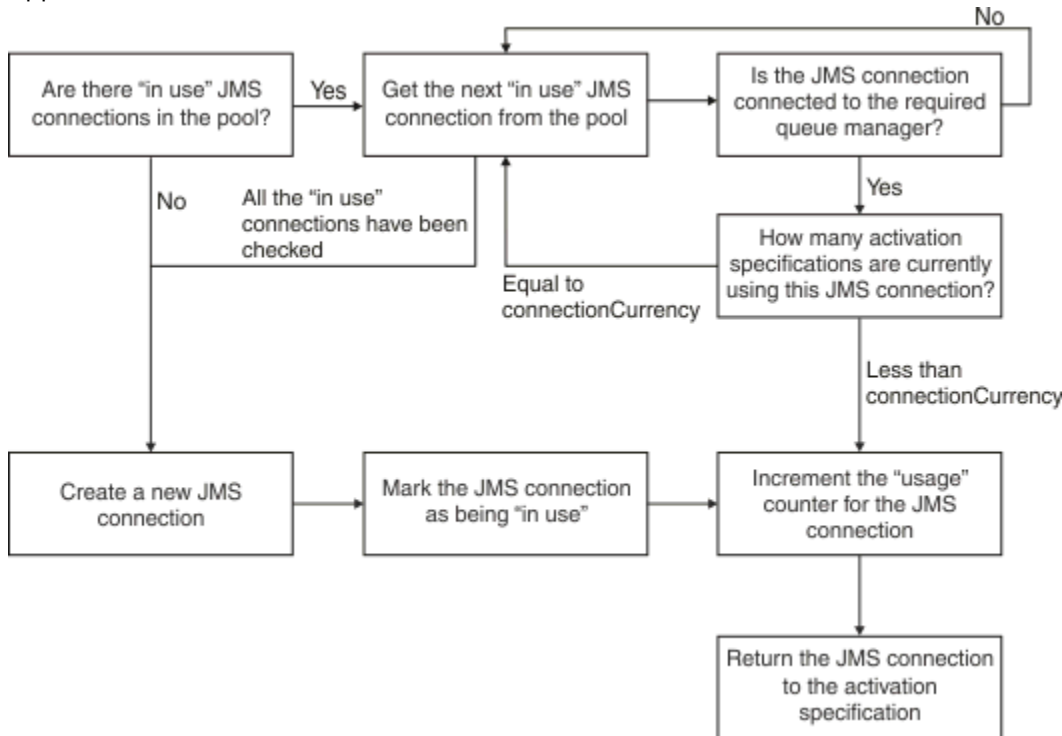 No
Are there “in use” JMS
connections in the pool?
Yes
Get the next “in use” JMS
connection from the pool
Is the JMS connection
connected to the required
queue manager?
No
All the “in use”
connections have been
checked
Yes
How many activation
specifications are currently
using this JMS connection?
Equal to
connectionCurrency
Less than
connectionCurrency
Create a new JMS
connection
Mark the JMS connection
as being “in use”
Increment the “usage”
counter for the JMS
connection
Return the JMS connection
to the activation
specification